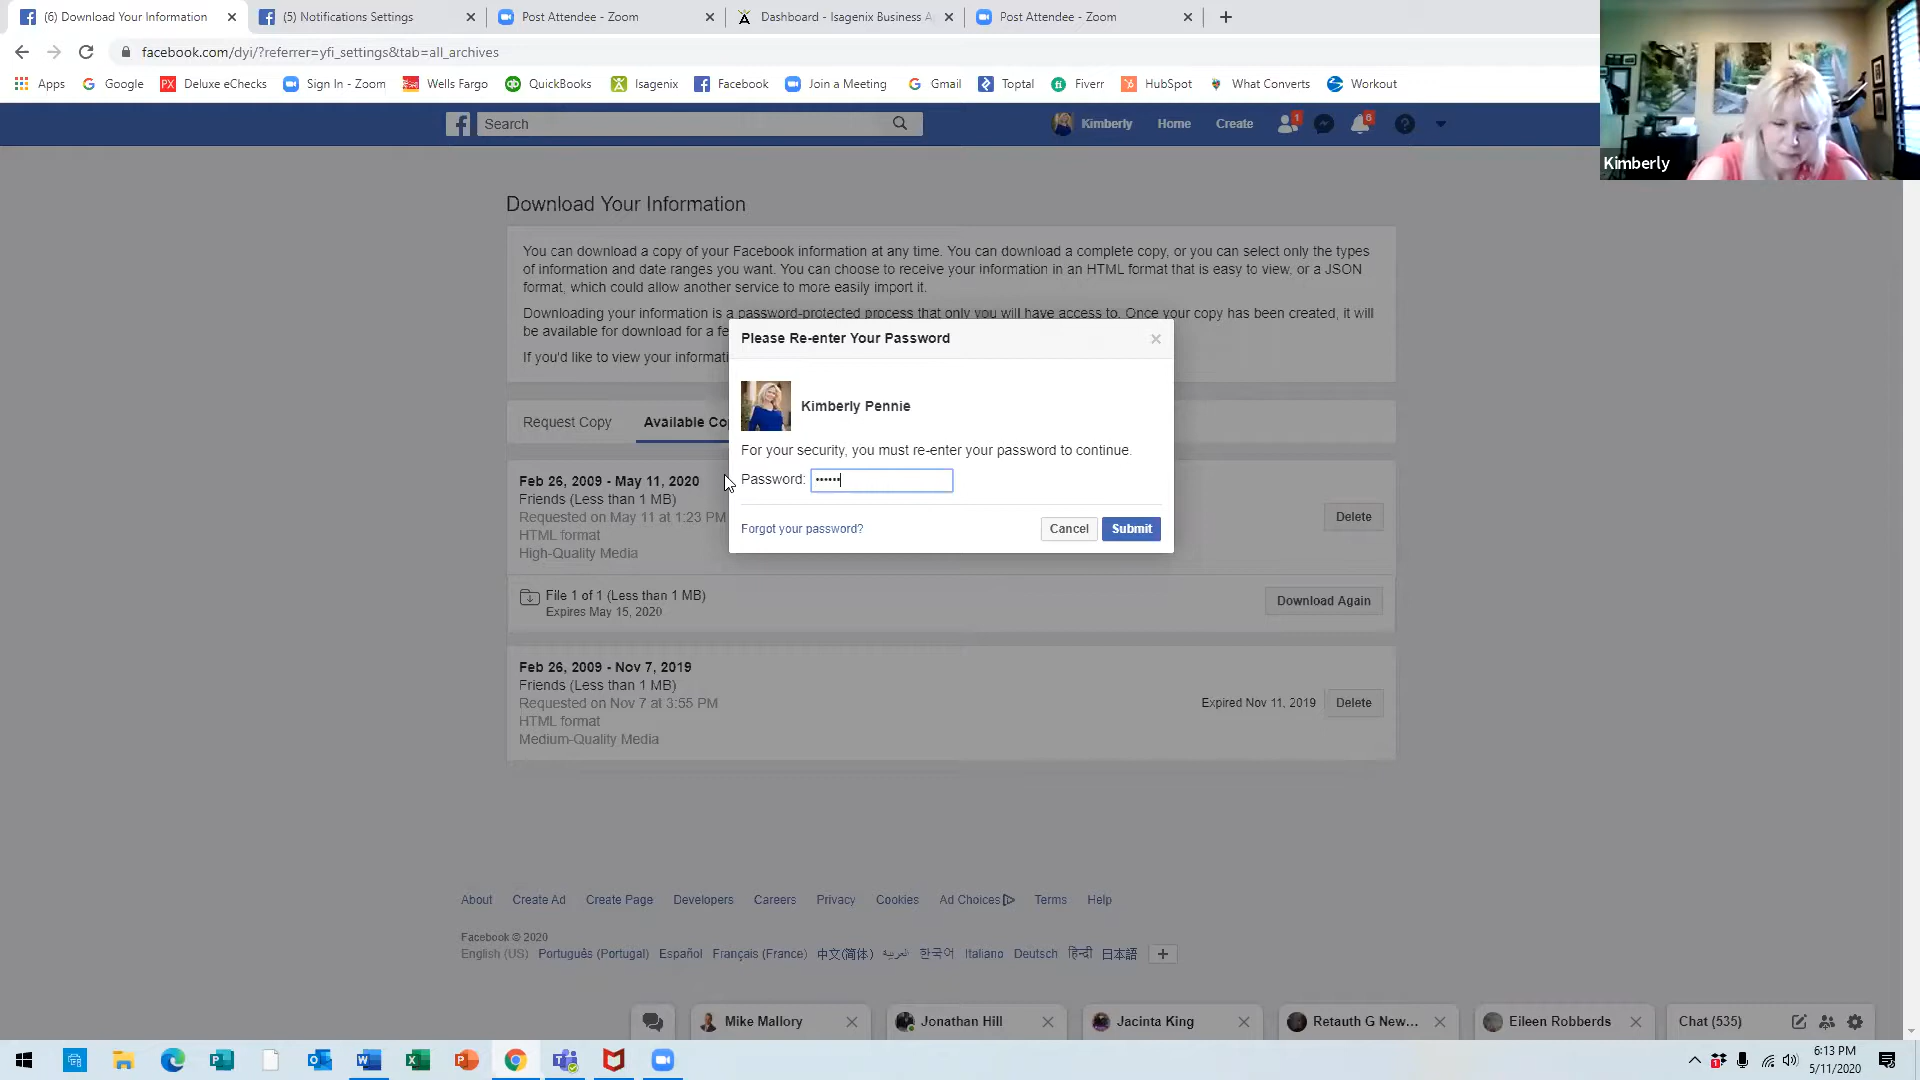 (6) Download Your Information
(5) Notifications Settings
Post Attendee - Zoom
Dashboard - Isagenix Business A
Post Attendee - Zoom
facebook.com/dyi/?referrer=yfi_settings&tab=all_archives
Apps
Google
PX
Deluxe eChecks
Sign In - Zoom
Wells Fargo
QuickBooks
Isagenix
Facebook
Join a Meeting
Gmail
Toptal
Fiverr
HubSpot
What Converts
Workout
Search
Kimberly
Home
Create
1
6
Kimberly
Download Your Information
You can download a copy of your Facebook information at any time. You can download a complete copy, or you can select only the types
of information and date ranges you want. You can choose to receive your information in an HTML format that is easy to view, or a JSON
format, which could allow another service to more easily import it.
Downloading your information is a password-protected process that only you will have access to. Once your copy has been created, it will
be available for download for a fe
If you'd like to view your informati
Please Re-enter Your Password
Kimberly Pennie
For your security, you must re-enter your password to continue.
Password: ••••••
Forgot your password?
Cancel
Submit
Request Copy
Available Co
Feb 26, 2009 - May 11, 2020
Friends (Less than 1 MB)
Requested on May 11 at 1:23 PM
HTML format
High-Quality Media
Delete
File 1 of 1 (Less than 1 MB)
Expires May 15, 2020
Download Again
Feb 26, 2009 - Nov 7, 2019
Friends (Less than 1 MB)
Requested on Nov 7 at 3:55 PM
HTML format
Medium-Quality Media
Expired Nov 11, 2019
Delete
About
Create Ad
Create Page
Developers
Careers
Privacy
Cookies
Ad Choices
Terms
Help
Facebook © 2020
English (US) Português (Portugal) Español Français (France) 中文(简体) العربية 한국어 Italiano Deutsch हिन्दी 日本語
Mike Mallory
Jonathan Hill
Jacinta King
Retauth G New...
Eileen Robberds
Chat (535)
6:13 PM
5/11/2020